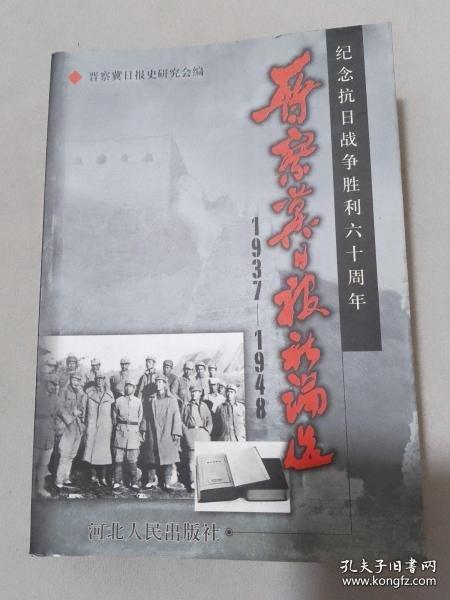 纪念抗日战争胜利六十周年
晋察冀日报史研究会编
晋察冀日报社论选
1937—1948
河北人民出版社
孔夫子旧书网
www.kongfz.com